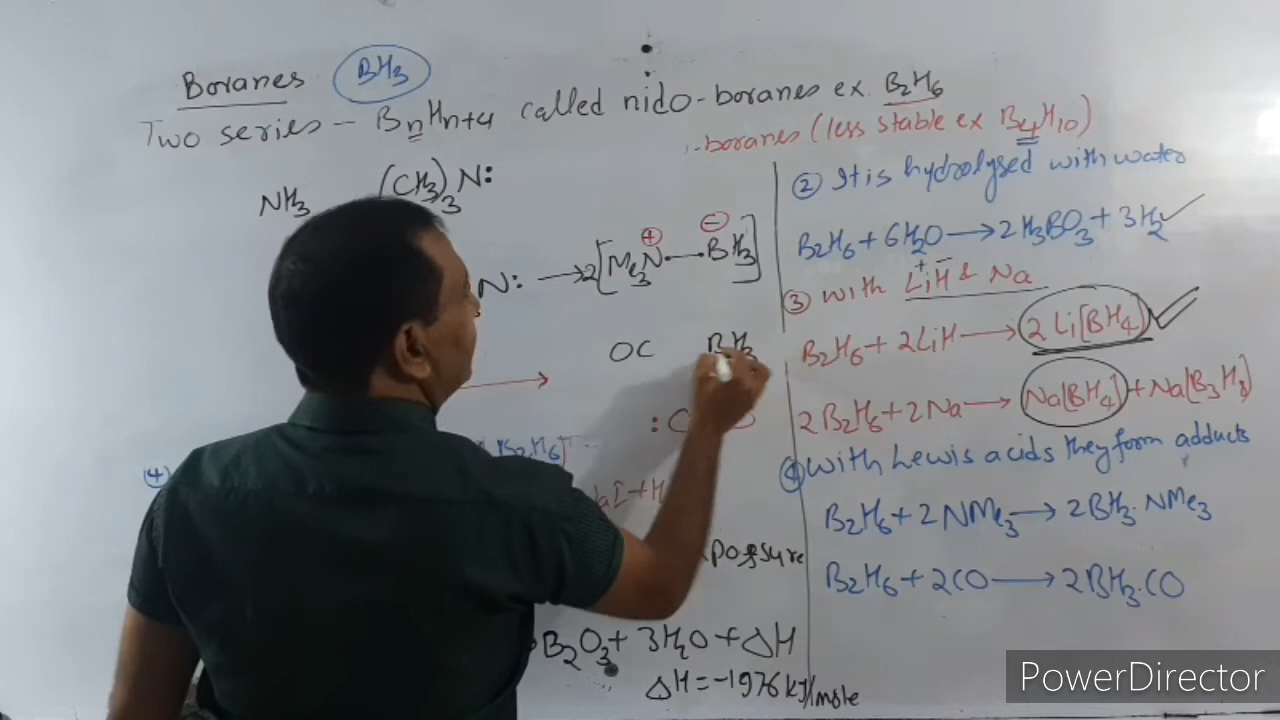 Boranes BH₃
Two series – BnHn+4 called nido-boranes ex. B₂H₆
-boranes (less stable ex B₄H₁₀)
NH₃ (CH₃)₃N:
N: → 2[Me₃N⁺–BH₃⁻]
OC BH₃
② It is hydrolysed with water
B₂H₆ + 6H₂O → 2H₃BO₃ + 3H₂ ✓
③ with Li⁺H⁻ & Na
B₂H₆ + 2LiH → 2Li[BH₄] ✓
2B₂H₆ + 2Na → Na[BH₄] + Na(B₃H₈]
④ With Lewis acids they form adducts
B₂H₆ + 2NMe₃ → 2BH₃·NMe₃
B₂H₆ + 2CO → 2BH₃·CO
④
B₂H₆]
B₂O₃ + 3H₂O + ΔH
ΔH = -1976 kJ/mole
PowerDirector